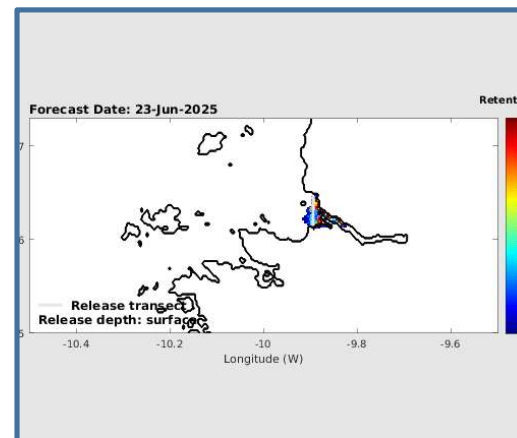 Retent
Forecast Date: 23-Jun-2025
7
6
5
Release transect
Release depth: surface
-10.4 -10.2 -10 -9.8 -9.6
Longitude (W)